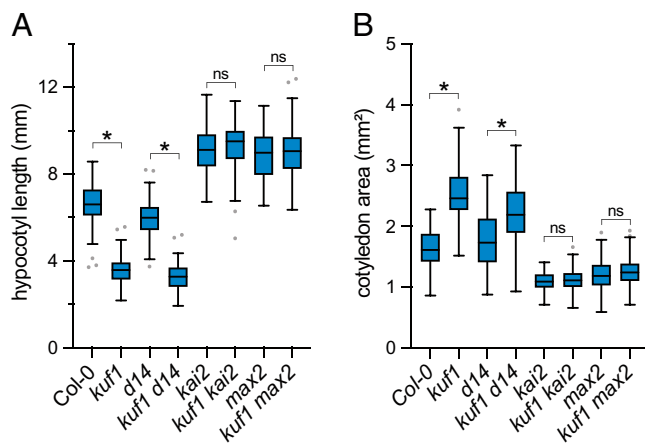 A
hypocotyl length (mm)
12
8
4
0
*
*
ns
ns
Col-0
kuf1
d14
kuf1 d14
kai2
kuf1 kai2
max2
kuf1 max2
B
cotyledon area (mm²)
5
4
3
2
1
0
*
*
ns
ns
Col-0
kuf1
d14
kuf1 d14
kai2
kuf1 kai2
max2
kuf1 max2